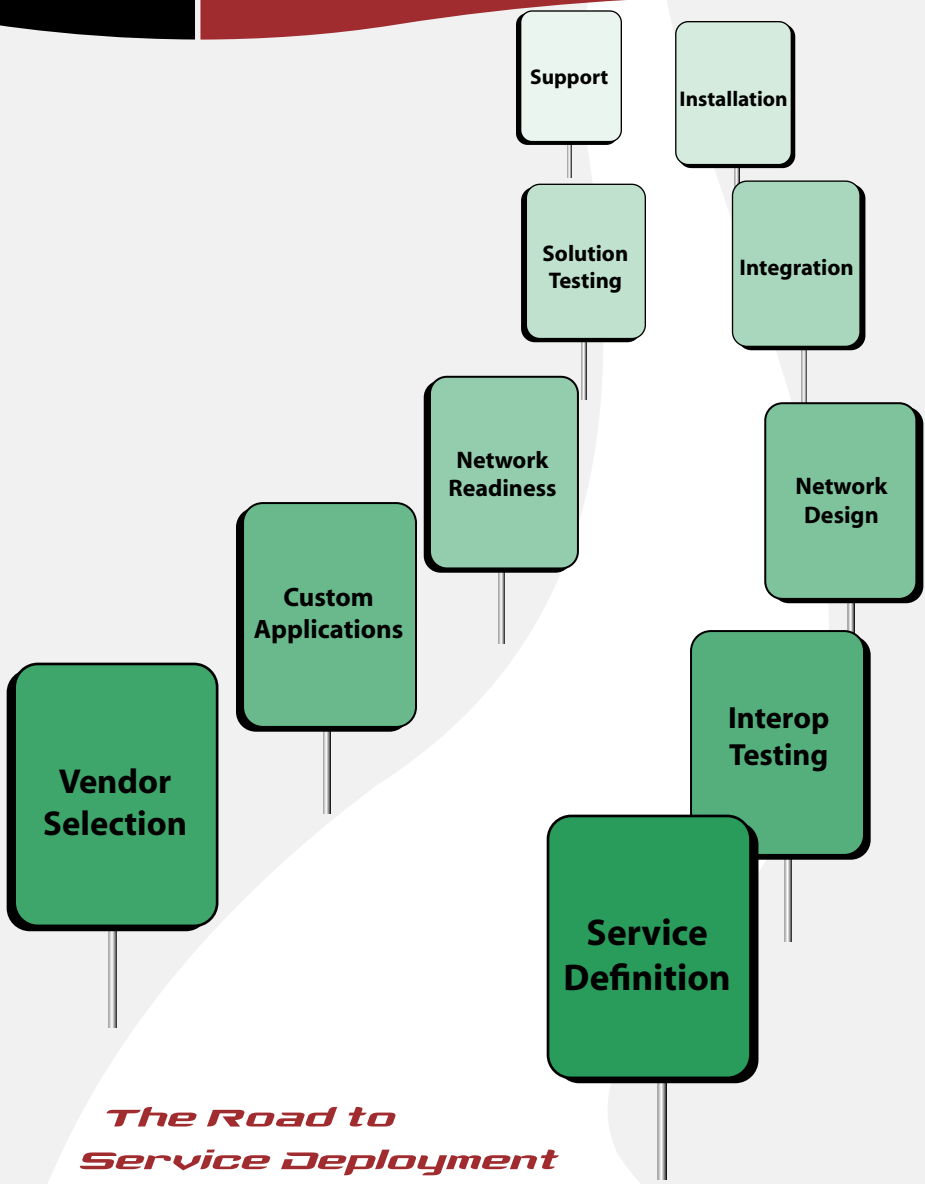 Support
Installation
Solution
Testing
Integration
Network
Readiness
Network
Design
Custom
Applications
Interop
Testing
Vendor
Selection
Service
Definition
The Road to
Service Deployment